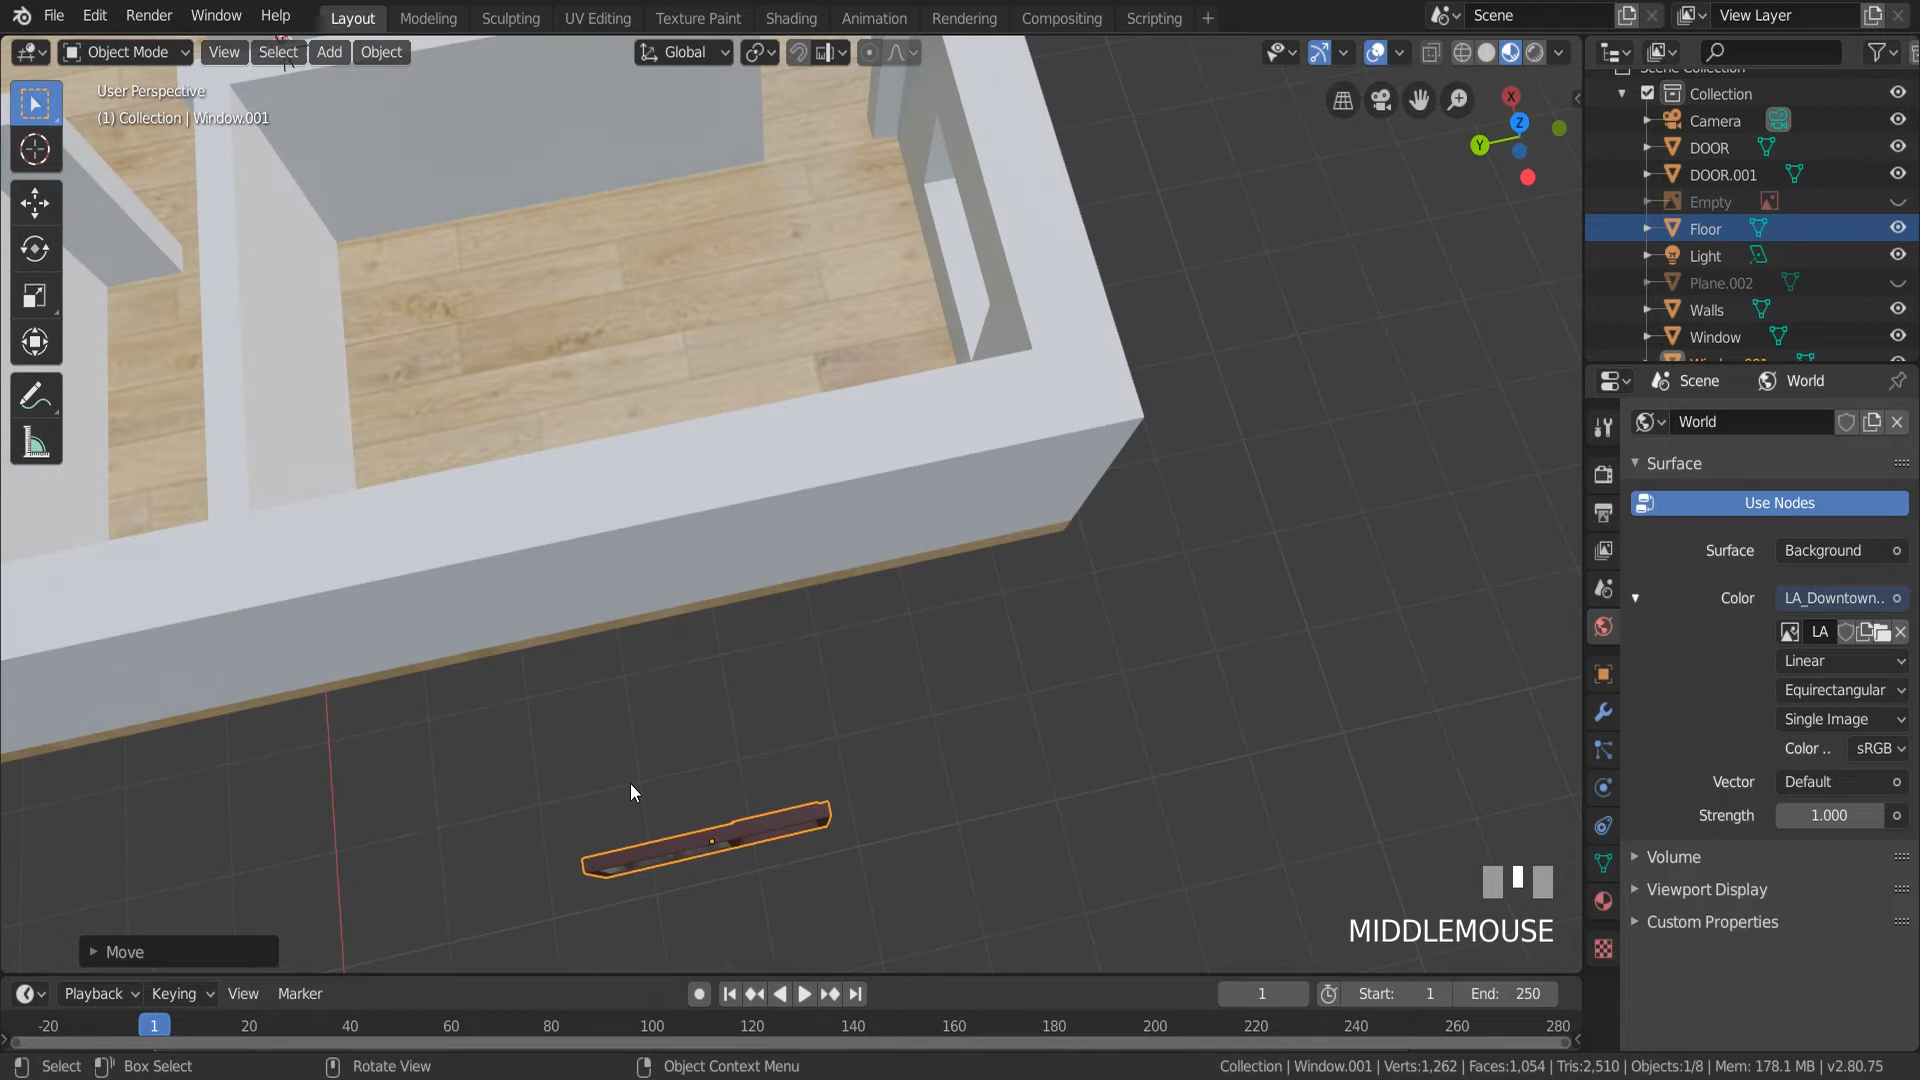 File Edit Render Window Help Layout Modeling Sculpting UV Editing Texture Paint Shading Animation Rendering Compositing Scripting + Scene View Layer
Object Mode View Select Add Object Global
User Perspective
(1) Collection | Window.001
X
Z
Y
Scene Collection
Collection
Camera
DOOR
DOOR.001
Empty
Floor
Light
Plane.002
Walls
Window
Window.001
Scene World
World
Surface
Use Nodes
Surface Background
Color LA_Downtown..
LA
Linear
Equirectangular
Single Image
Color .. sRGB
Vector Default
Strength 1.000
Volume
Viewport Display
Custom Properties
MIDDLEMOUSE
Move
Playback Keying View Marker 1 Start: 1 End: 250
-20 1 20 40 60 80 100 120 140 160 180 200 220 240 260 280
Select Box Select Rotate View Object Context Menu Collection | Window.001 | Verts:1,262 | Faces:1,054 | Tris:2,510 | Objects:1/8 | Mem: 178.1 MB | v2.80.75